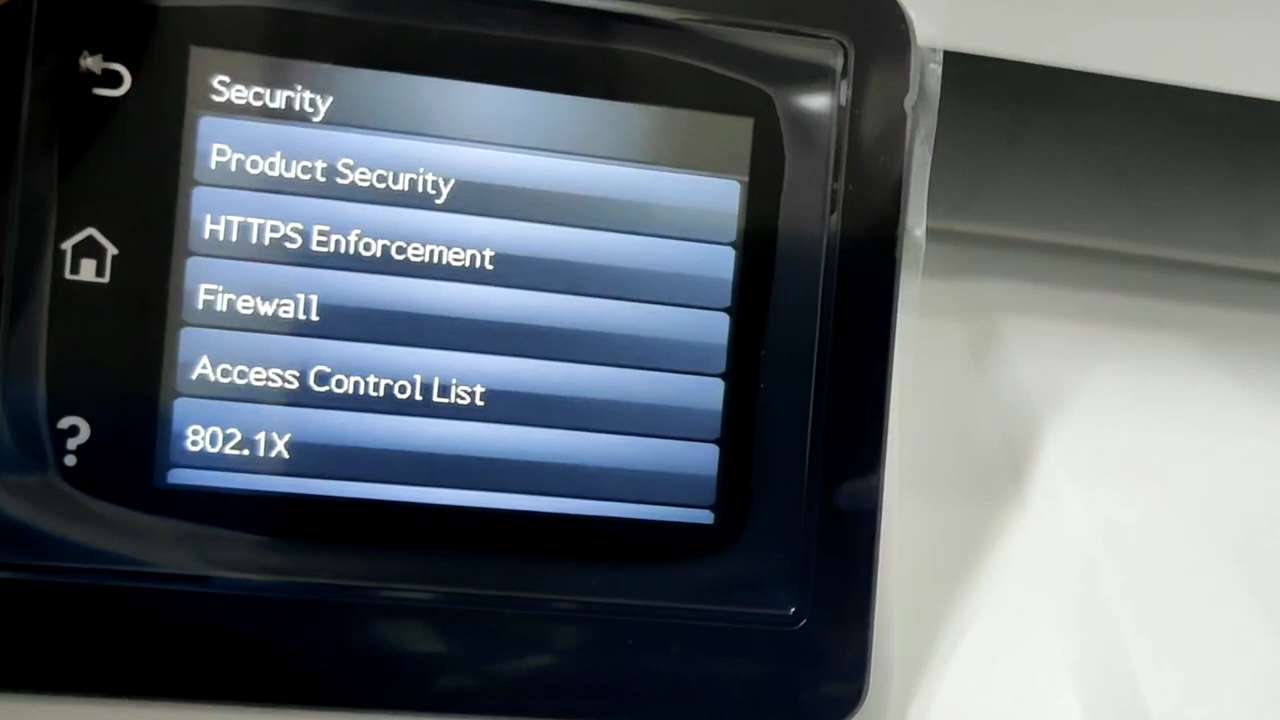 Security
Product Security
HTTPS Enforcement
Firewall
Access Control List
802.1X
?